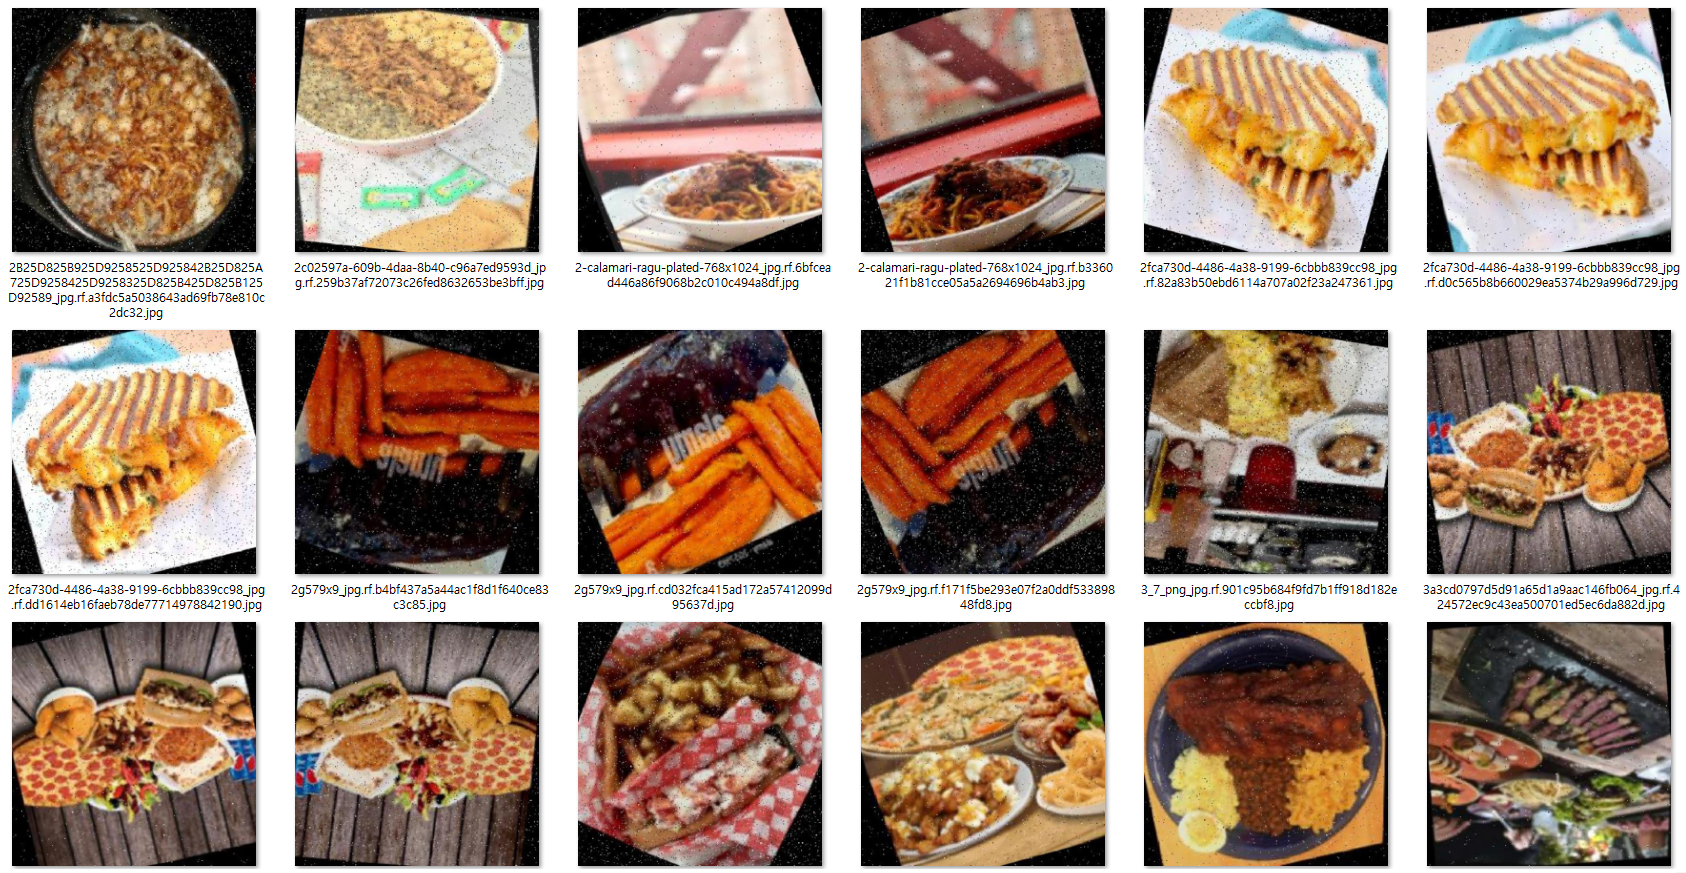 2B25D825B925D9258525D925842B25D825A
725D9258425D9258325D825B425D825B125
D92589_jpg.rf.a3fdc5a5038643ad69fb78e810c
2dc32.jpg
2c02597a-609b-4daa-8b40-c96a7ed9593d_jp
g.rf.259b37af72073c26fed8632653be3bff.jpg
2-calamari-ragu-plated-768x1024_jpg.rf.6bfcea
d446a86f9068b2c010c494a8df.jpg
2-calamari-ragu-plated-768x1024_jpg.rf.b3360
21f1b81cce05a5a2694696b4ab3.jpg
2fca730d-4486-4a38-9199-6cbbb839cc98_jpg
.rf.82a83b50ebd6114a707a02f23a247361.jpg
2fca730d-4486-4a38-9199-6cbbb839cc98_jpg
.rf.d0c565b8b660029ea5374b29a996d729.jpg
2fca730d-4486-4a38-9199-6cbbb839cc98_jpg
.rf.dd1614eb16faeb78de77714978842190.jpg
2g579x9_jpg.rf.b4bf437a5a44ac1f8d1f640ce83
c3c85.jpg
2g579x9_jpg.rf.cd032fca415ad172a57412099d
95637d.jpg
2g579x9_jpg.rf.f171f5be293e07f2a0ddf533898
48fd8.jpg
3_7_png_jpg.rf.901c95b684f9fd7b1ff918d182e
ccbf8.jpg
3a3cd0797d5d91a65d1a9aac146fb064_jpg.rf.4
24572ec9c43ea500701ed5ec6da882d.jpg